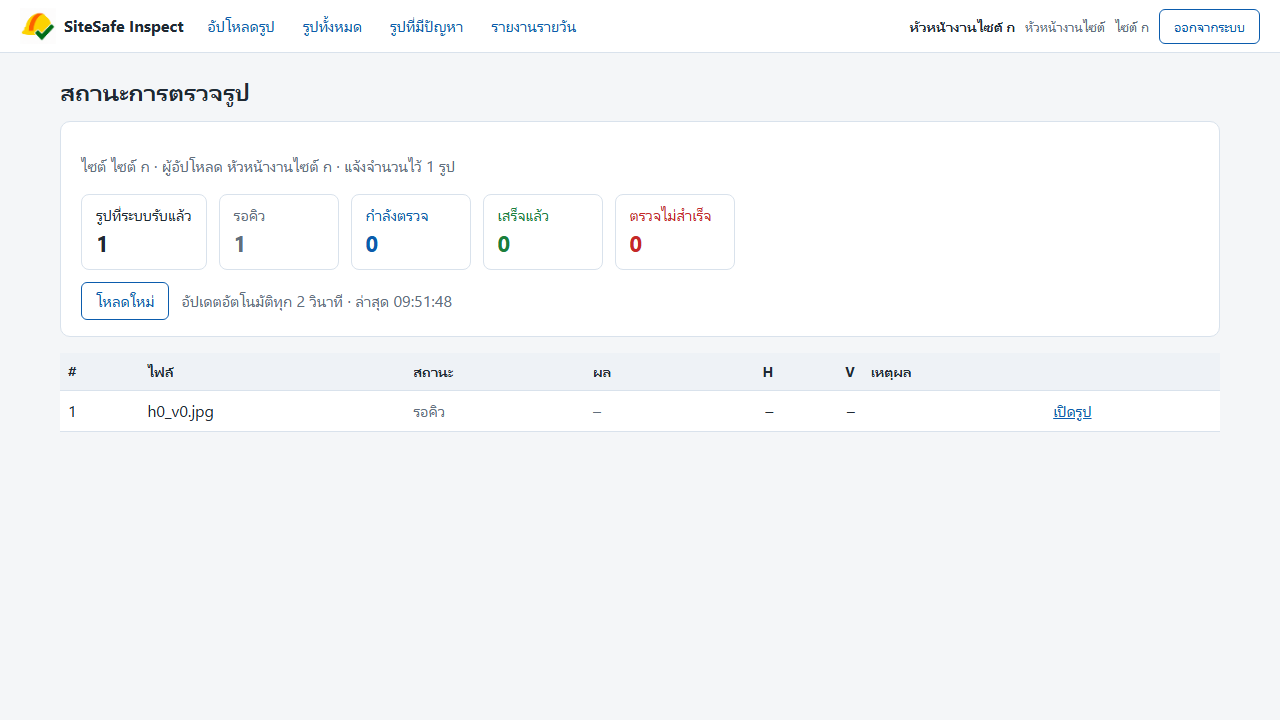 SiteSafe Inspect อัปโหลดรูป รูปทั้งหมด รูปที่มีปัญหา รายงานรายวัน หัวหน้างานไซต์ ก หัวหน้างานไซต์ ไซต์ ก ออกจากระบบ
สถานะการตรวจรูป
ไซต์ ไซต์ ก · ผู้อัปโหลด หัวหน้างานไซต์ ก · แจ้งจำนวนไว้ 1 รูป
รูปที่ระบบรับแล้ว รอคิว กำลังตรวจ เสร็จแล้ว ตรวจไม่สำเร็จ
1 1 0 0 0
โหลดใหม่ อัปเดตอัตโนมัติทุก 2 วินาที · ล่าสุด 09:51:48
# ไฟล์ สถานะ ผล H V เหตุผล
1 h0_v0.jpg รอคิว – – – เปิดรูป